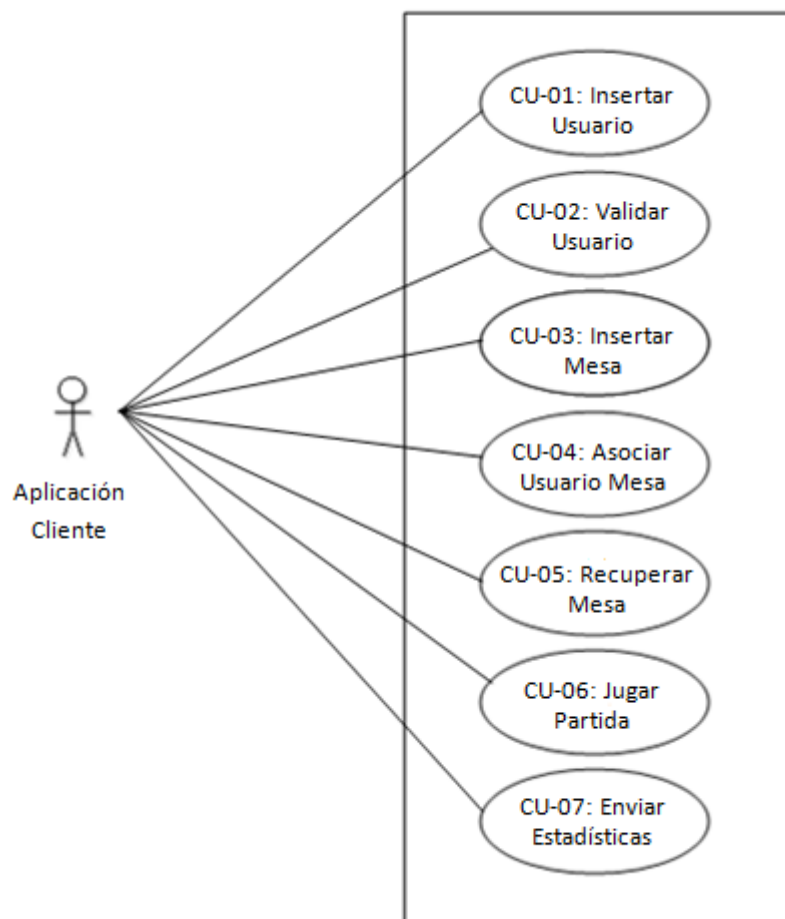 CU-01: Insertar
Usuario
CU-02: Validar
Usuario
CU-03: Insertar
Mesa
CU-04: Asociar
Usuario Mesa
CU-05: Recuperar
Mesa
CU-06: Jugar
Partida
CU-07: Enviar
Estadísticas
Aplicación
Cliente